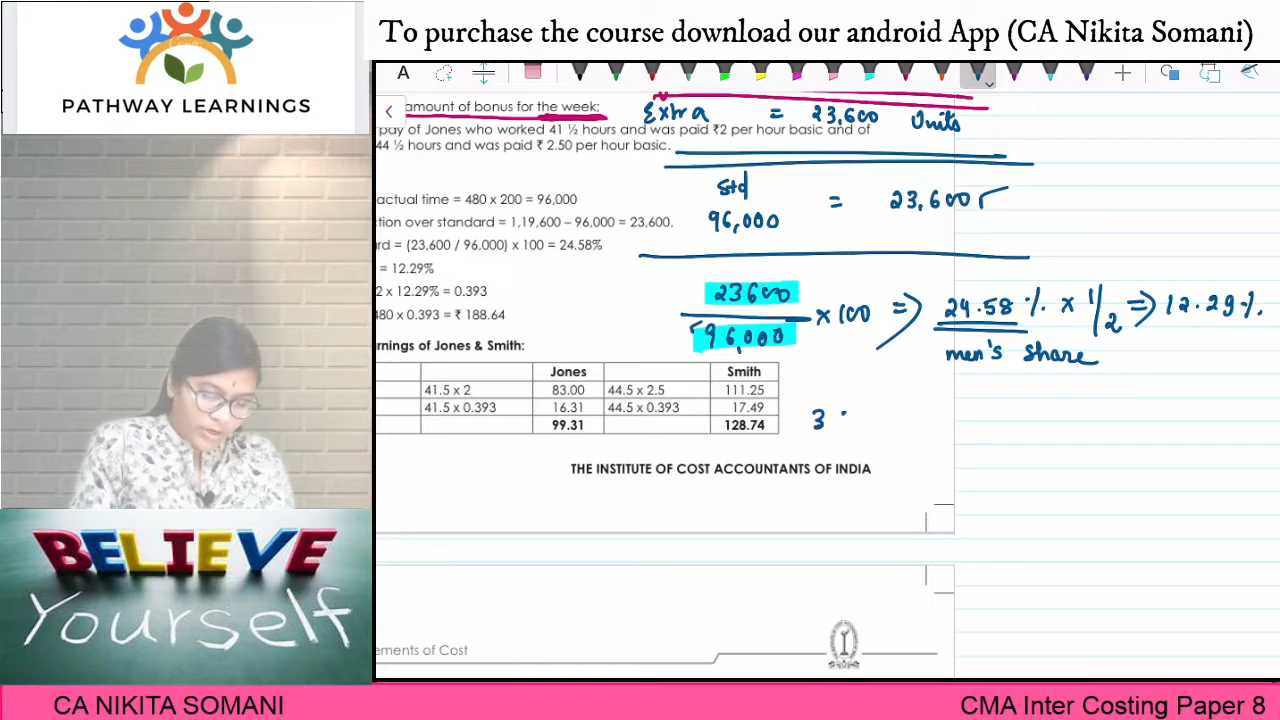 To purchase the course download our android App (CA Nikita Somani)
PATHWAY LEARNINGS
A
amount of bonus for the week;
pay of Jones who worked 41 ½ hours and was paid ₹2 per hour basic and of
44 ½ hours and was paid ₹ 2.50 per hour basic.
Extra = 23,600 Units
actual time = 480 x 200 = 96,000
ction over standard = 1,19,600 – 96,000 = 23,600.
rd = (23,600 / 96,000) x 100 = 24.58%
= 12.29%
2 x 12.29% = 0.393
480 x 0.393 = ₹ 188.64
rnings of Jones & Smith:
Std
96,000 = 23,600
23600
96,000
x 100 => 24.58 % x 1/2 => 12.29%.
men's share
Jones Smith
41.5 x 2 83.00 44.5 x 2.5 111.25
41.5 x 0.393 16.31 44.5 x 0.393 17.49
99.31 128.74
3 .
THE INSTITUTE OF COST ACCOUNTANTS OF INDIA
ements of Cost
BELIEVE
Yourself
CA NIKITA SOMANI
CMA Inter Costing Paper 8